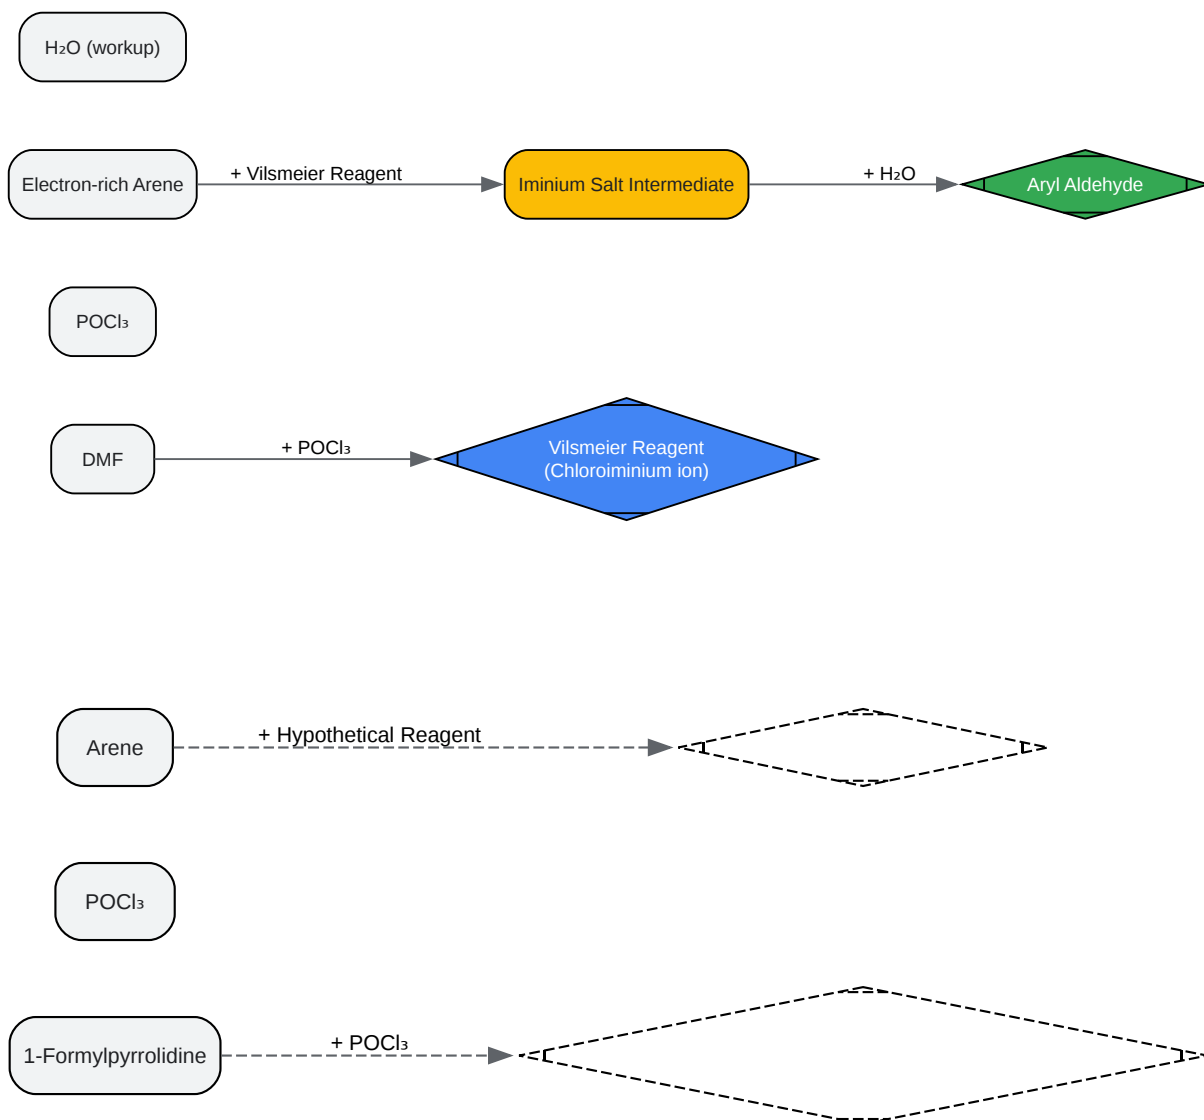 H₂O (workup)
Electron-rich Arene
+ Vilsmeier Reagent
Iminium Salt Intermediate
+ H₂O
Aryl Aldehyde
POCl₃
DMF
+ POCl₃
Vilsmeier Reagent
(Chloroiminium ion)
Arene
+ Hypothetical Reagent
POCl₃
1-Formylpyrrolidine
+ POCl₃